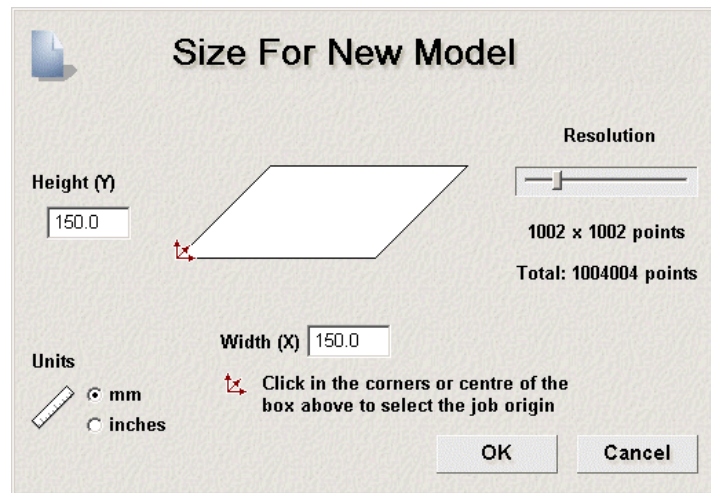 Size For New Model
Resolution
Height (Y)
150.0
1002 x 1002 points
Total: 1004004 points
Width (X) 150.0
Units
mm
inches
Click in the corners or centre of the
box above to select the job origin
OK
Cancel